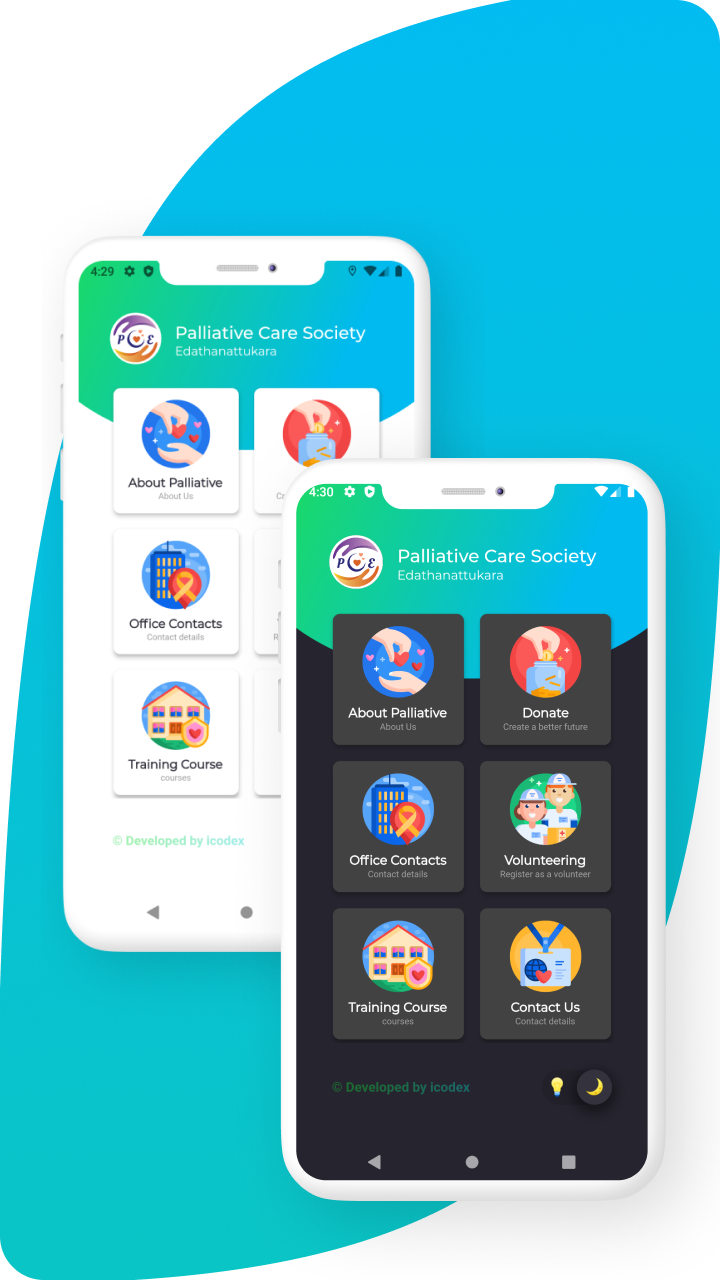 4:29
P C E
Palliative Care Society
Edathanattukara
About Palliative
About Us
Office Contacts
Contact details
Training Course
courses
© Developed by icodex
4:30
P C E
Palliative Care Society
Edathanattukara
About Palliative
About Us
Donate
Create a better future
Office Contacts
Contact details
Volunteering
Register as a volunteer
Training Course
courses
Contact Us
Contact details
© Developed by icodex